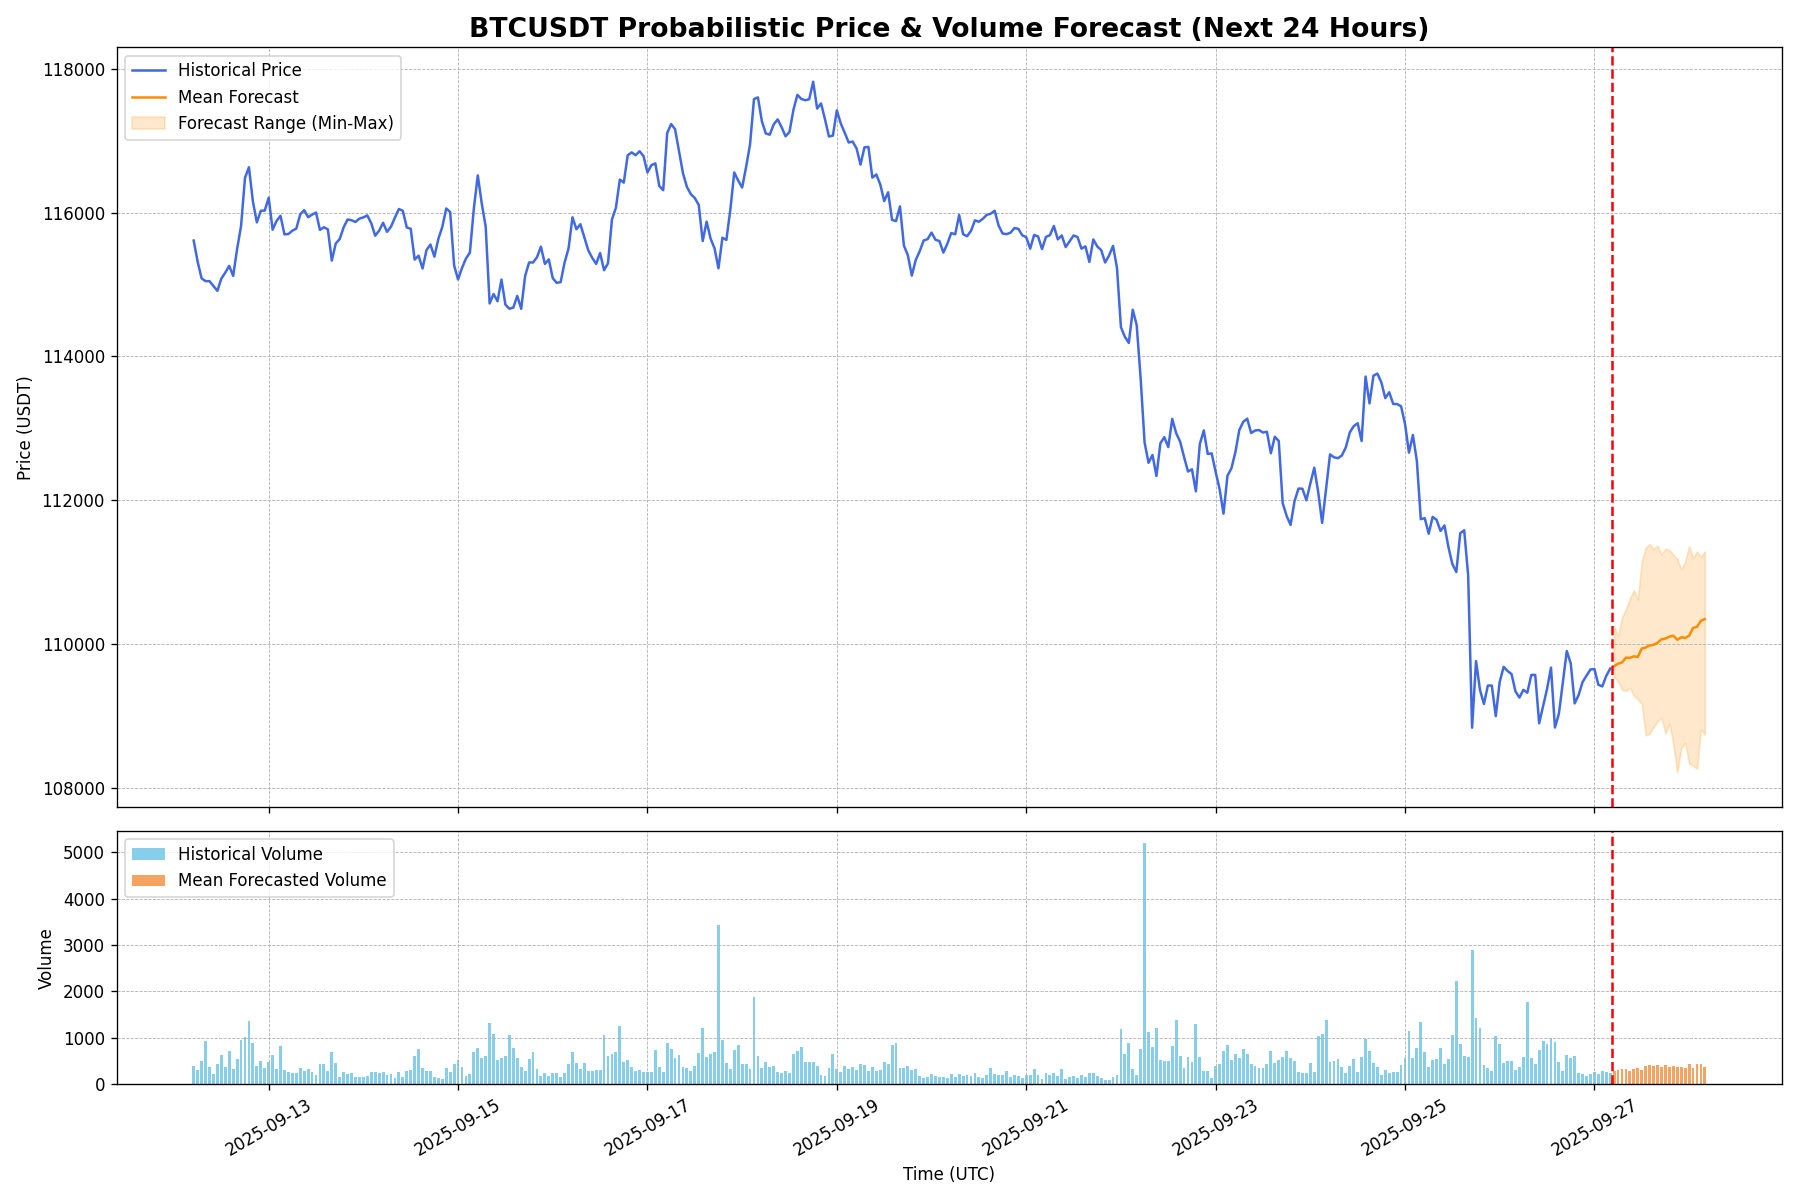 BTCUSDT Probabilistic Price & Volume Forecast (Next 24 Hours)
Historical Price
Mean Forecast
Forecast Range (Min-Max)
118000
116000
114000
112000
110000
108000
Price (USDT)
Historical Volume
Mean Forecasted Volume
5000
4000
3000
2000
1000
0
Volume
2025-09-13
2025-09-15
2025-09-17
2025-09-19
2025-09-21
2025-09-23
2025-09-25
2025-09-27
Time (UTC)